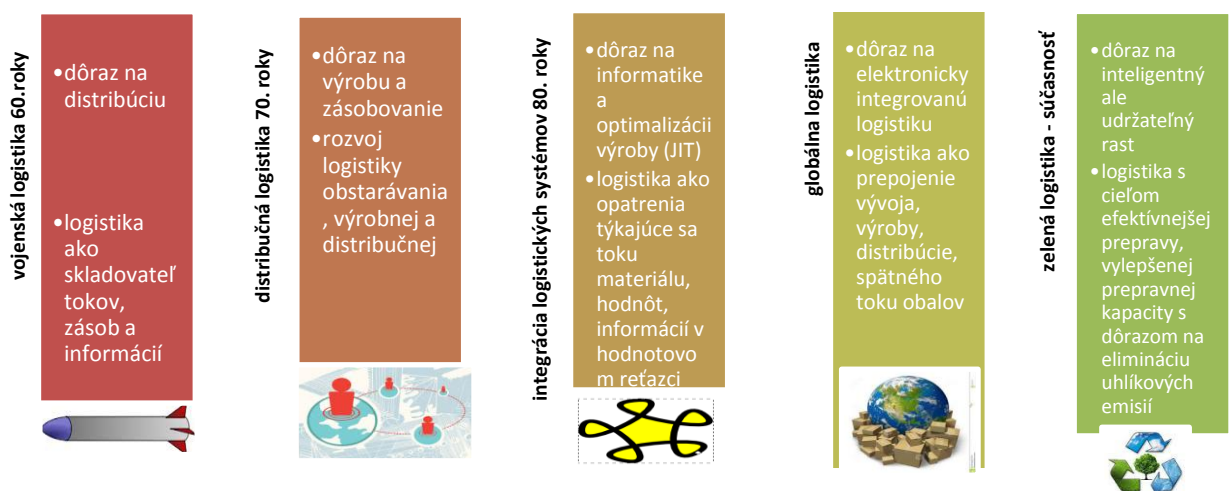 vojenská logistika 60.roky
•dôraz na
distribúciu
•logistika
ako
skladovateľ
tokov,
zásob a
informácií
distribučná logistika 70. roky
•dôraz na
výrobu a
zásobovanie
•rozvoj
logistiky
obstarávania
, výrobnej a
distribučnej
integrácia logistických systémov 80. roky
•dôraz na
informatike
a
optimalizácii
výroby (JIT)
•logistika ako
opatrenia
týkajúce sa
toku
materiálu,
hodnôt,
informácií v
hodnotovo
m reťazci
globálna logistika
•dôraz na
elektronicky
integrovanú
logistiku
•logistika ako
prepojenie
vývoja,
výroby,
distribúcie,
spätného
toku obalov
zelená logistika - súčasnosť
•dôraz na
inteligentný
ale
udržateľný
rast
•logistika s
cieľom
efektívnejšej
prepravy,
vylepšenej
prepravnej
kapacity s
dôrazom na
elimináciu
uhlíkových
emisií